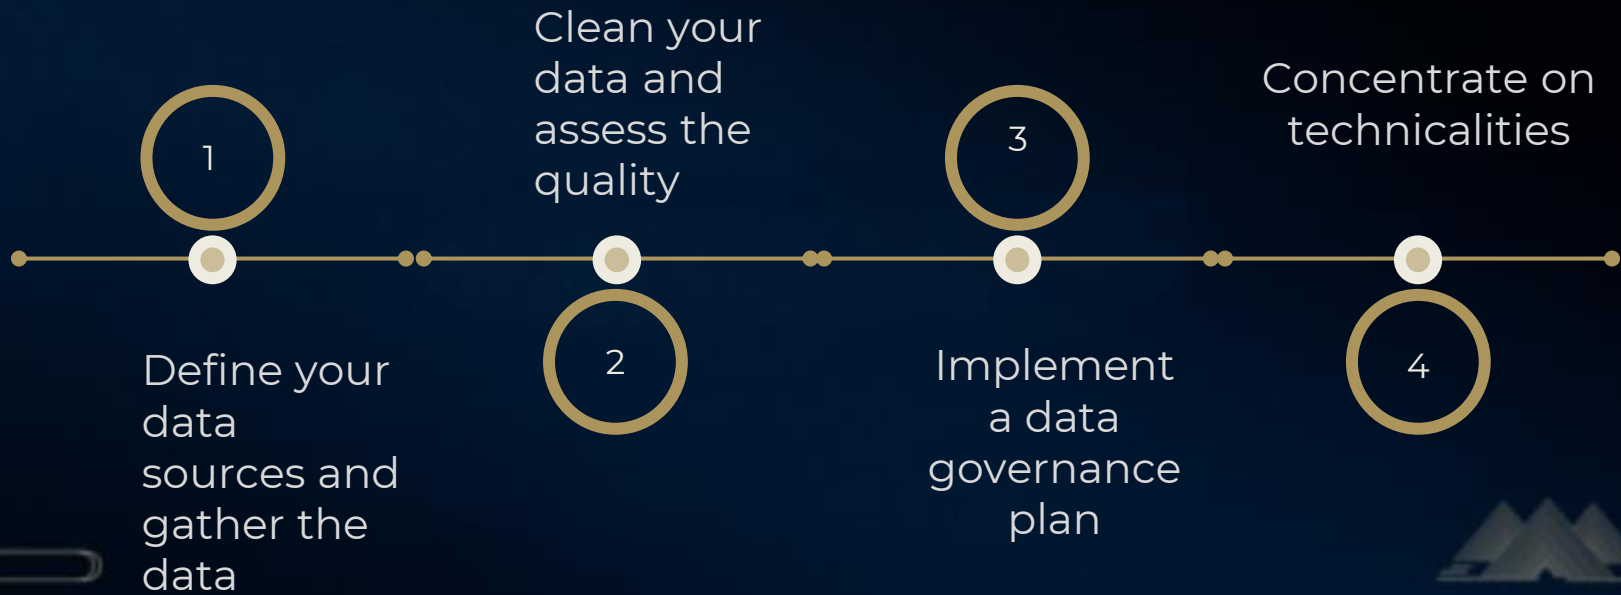 1
Define your
data
sources and
gather the
data
Clean your
data and
assess the
quality
2
3
Implement
a data
governance
plan
Concentrate on
technicalities
4